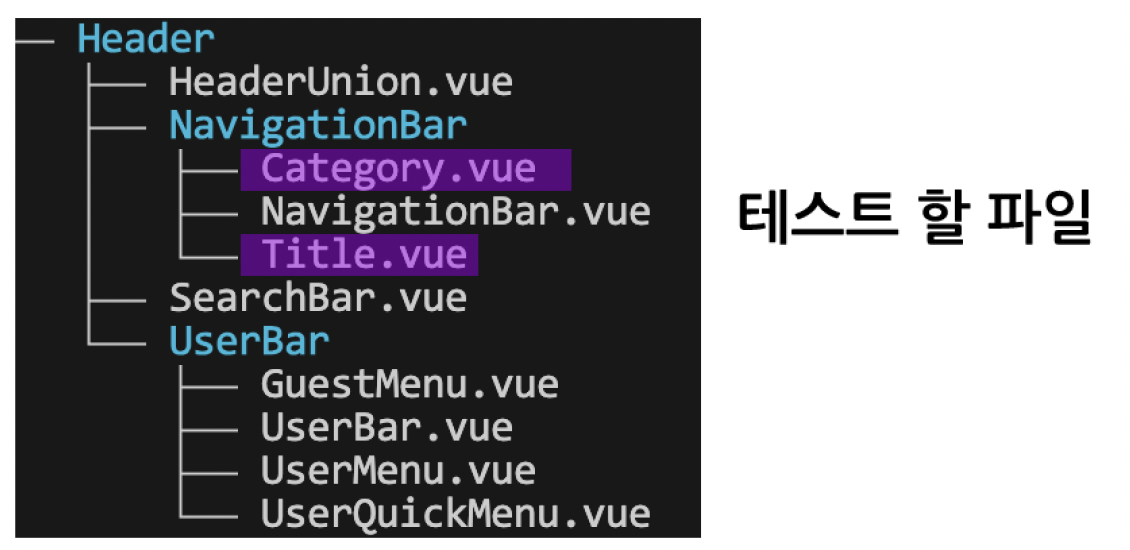 Header
HeaderUnion.vue
NavigationBar
Category.vue
NavigationBar.vue
Title.vue
SearchBar.vue
UserBar
GuestMenu.vue
UserBar.vue
UserMenu.vue
UserQuickMenu.vue
테스트 할 파일